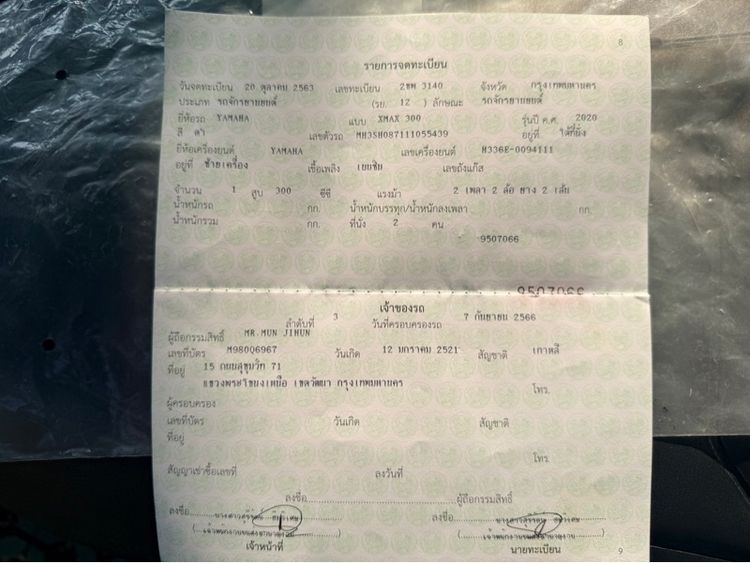 8
รายการจดทะเบียน
วันจดทะเบียน 20 ตุลาคม 2563 เลขทะเบียน 2ขพ 3140 จังหวัด กรุงเทพมหานคร
ประเภท รถจักรยานยนต์ (รย. 12 ) ลักษณะ รถจักรยานยนต์
ยี่ห้อรถ YAMAHA แบบ XMAX 300 รุ่นปี ค.ศ. 2020
สี ดำ เลขตัวรถ MH3SH087111055439 อยู่ที่ ใต้ที่นั่ง
ยี่ห้อเครื่องยนต์ YAMAHA เลขเครื่องยนต์ H336E-0094111
อยู่ที่ ซ้ายเครื่อง เชื้อเพลิง เบนซิน เลขถังแก๊ส
จำนวน 1 สูบ 300 ซีซี แรงม้า 2 เพลา 2 ล้อ ยาง 2 เส้น
น้ำหนักรถ กก. น้ำหนักบรรทุก/น้ำหนักลงเพลา กก.
น้ำหนักรวม กก. ที่นั่ง 2 คน
9507066
9507066
เจ้าของรถ
ลำดับที่ 3 วันที่ครอบครองรถ 7 กันยายน 2566
ผู้ถือกรรมสิทธิ์ MR.MUN JIHUN
เลขที่บัตร M98006967 วันเกิด 12 มกราคม 2521 สัญชาติ เกาหลี
ที่อยู่ 15 ถนนสุขุมวิท 71
แขวงพระโขนงเหนือ เขตวัฒนา กรุงเทพมหานคร โทร.
ผู้ครอบครอง
เลขที่บัตร วันเกิด สัญชาติ
ที่อยู่
โทร.
สัญญาเช่าซื้อเลขที่ ลงวันที่
ลงชื่อ ผู้ถือกรรมสิทธิ์
ลงชื่อ
เจ้าหน้าที่ นายทะเบียน
9